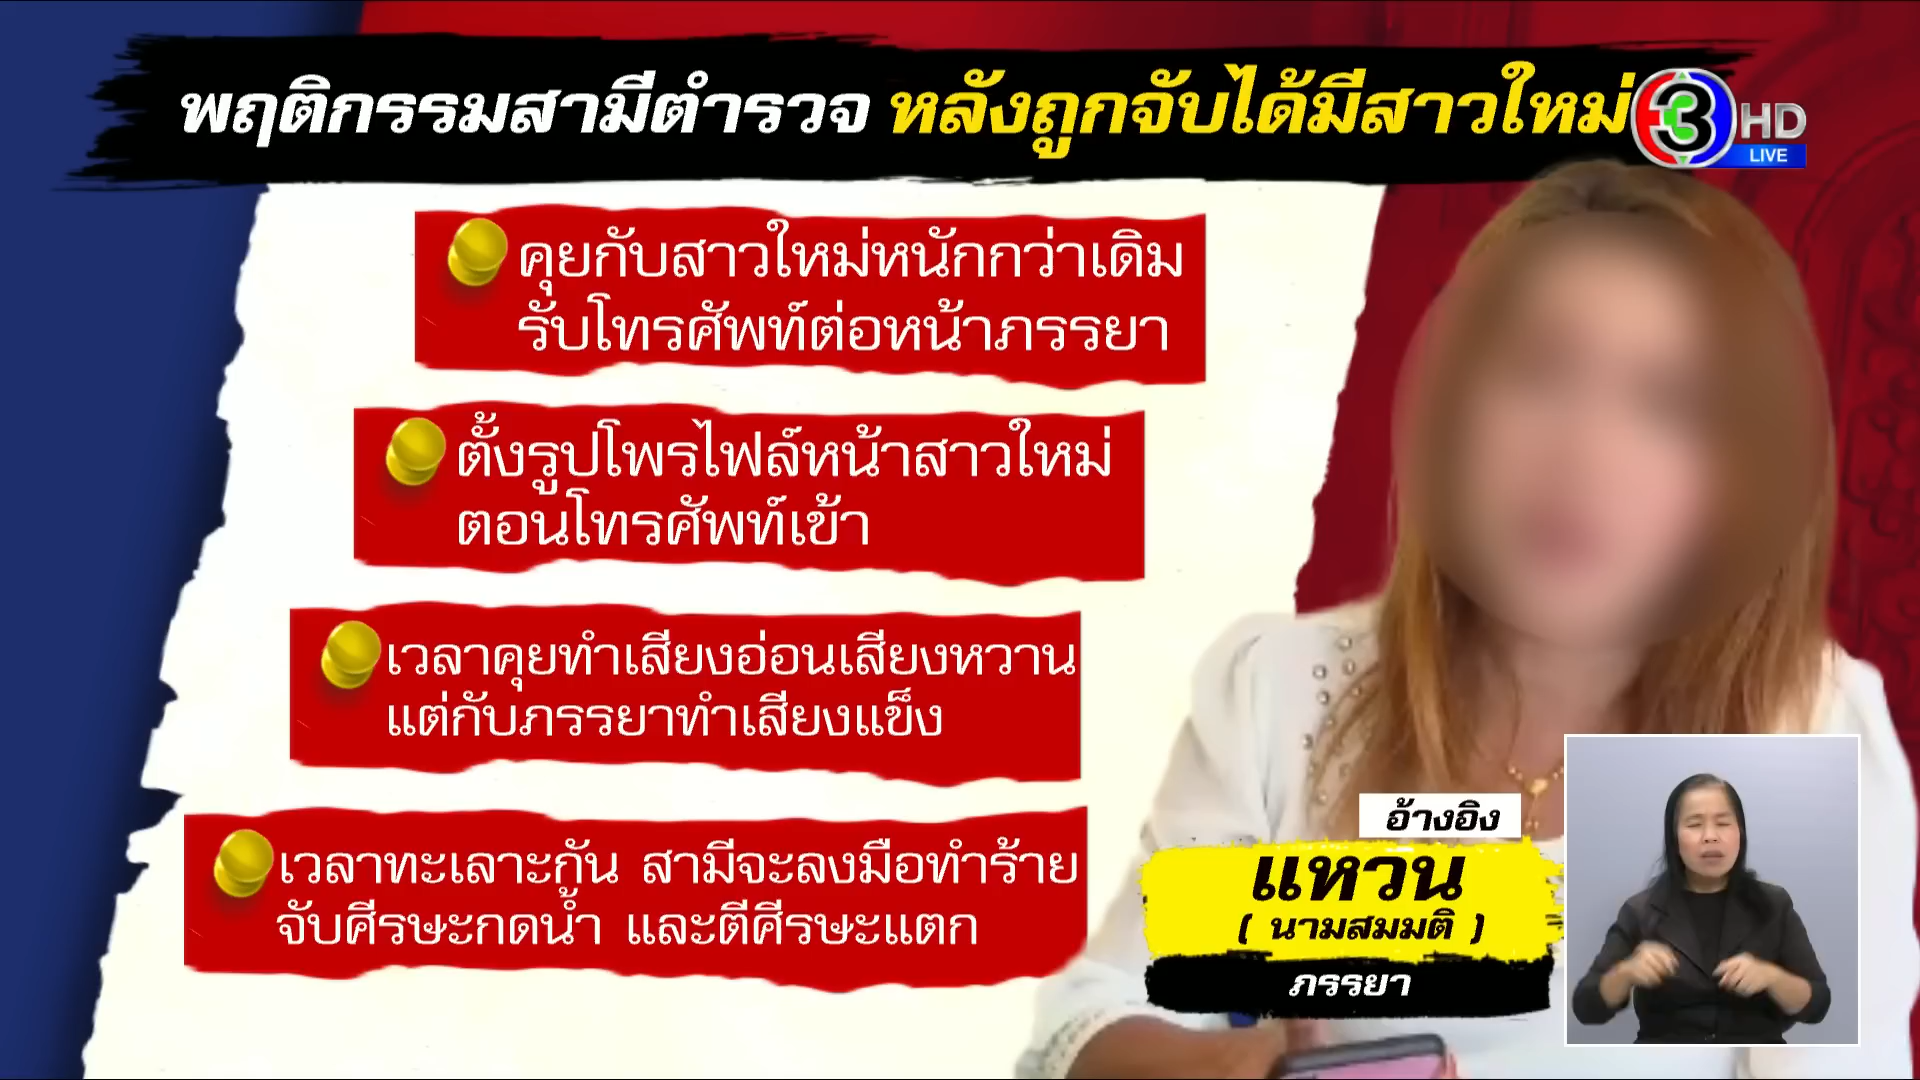 พฤติกรรมสามีตำรวจ หลังถูกจับได้มีสาวใหม่
3 HD
LIVE
คุยกับสาวใหม่หนักกว่าเดิม
รับโทรศัพท์ต่อหน้าภรรยา
ตั้งรูปโพรไฟล์หน้าสาวใหม่
ตอนโทรศัพท์เข้า
เวลาคุยทำเสียงอ่อนเสียงหวาน
แต่กับภรรยาทำเสียงแข็ง
เวลาทะเลาะกัน สามีจะลงมือทำร้าย
จับศีรษะกดน้ำ และตีศีรษะแตก
อ้างอิง
แหวน
( นามสมมติ )
ภรรยา